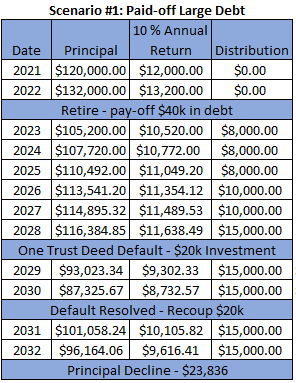 Scenario #1: Paid-off Large Debt
10 % Annual
Date Principal Return Distribution
2021 $120,000.00 $12,000.00 $0.00
2022 $132,000.00 $13,200.00 $0.00
Retire - pay-off $40k in debt
2023 $105,200.00 $10,520.00 $8,000.00
2024 $107,720.00 $10,772.00 $8,000.00
2025 $110,492.00 $11,049.20 $8,000.00
2026 $113,541.20 $11,354.12 $10,000.00
2027 $114,895.32 $11,489.53 $10,000.00
2028 $116,384.85 $11,638.49 $15,000.00
One Trust Deed Default - $20k Investment
2029 $93,023.34 $9,302.33 $15,000.00
2030 $87,325.67 $8,732.57 $15,000.00
Default Resolved - Recoup $20k
2031 $101,058.24 $10,105.82 $15,000.00
2032 $96,164.06 $9,616.41 $15,000.00
Principal Decline - $23,836